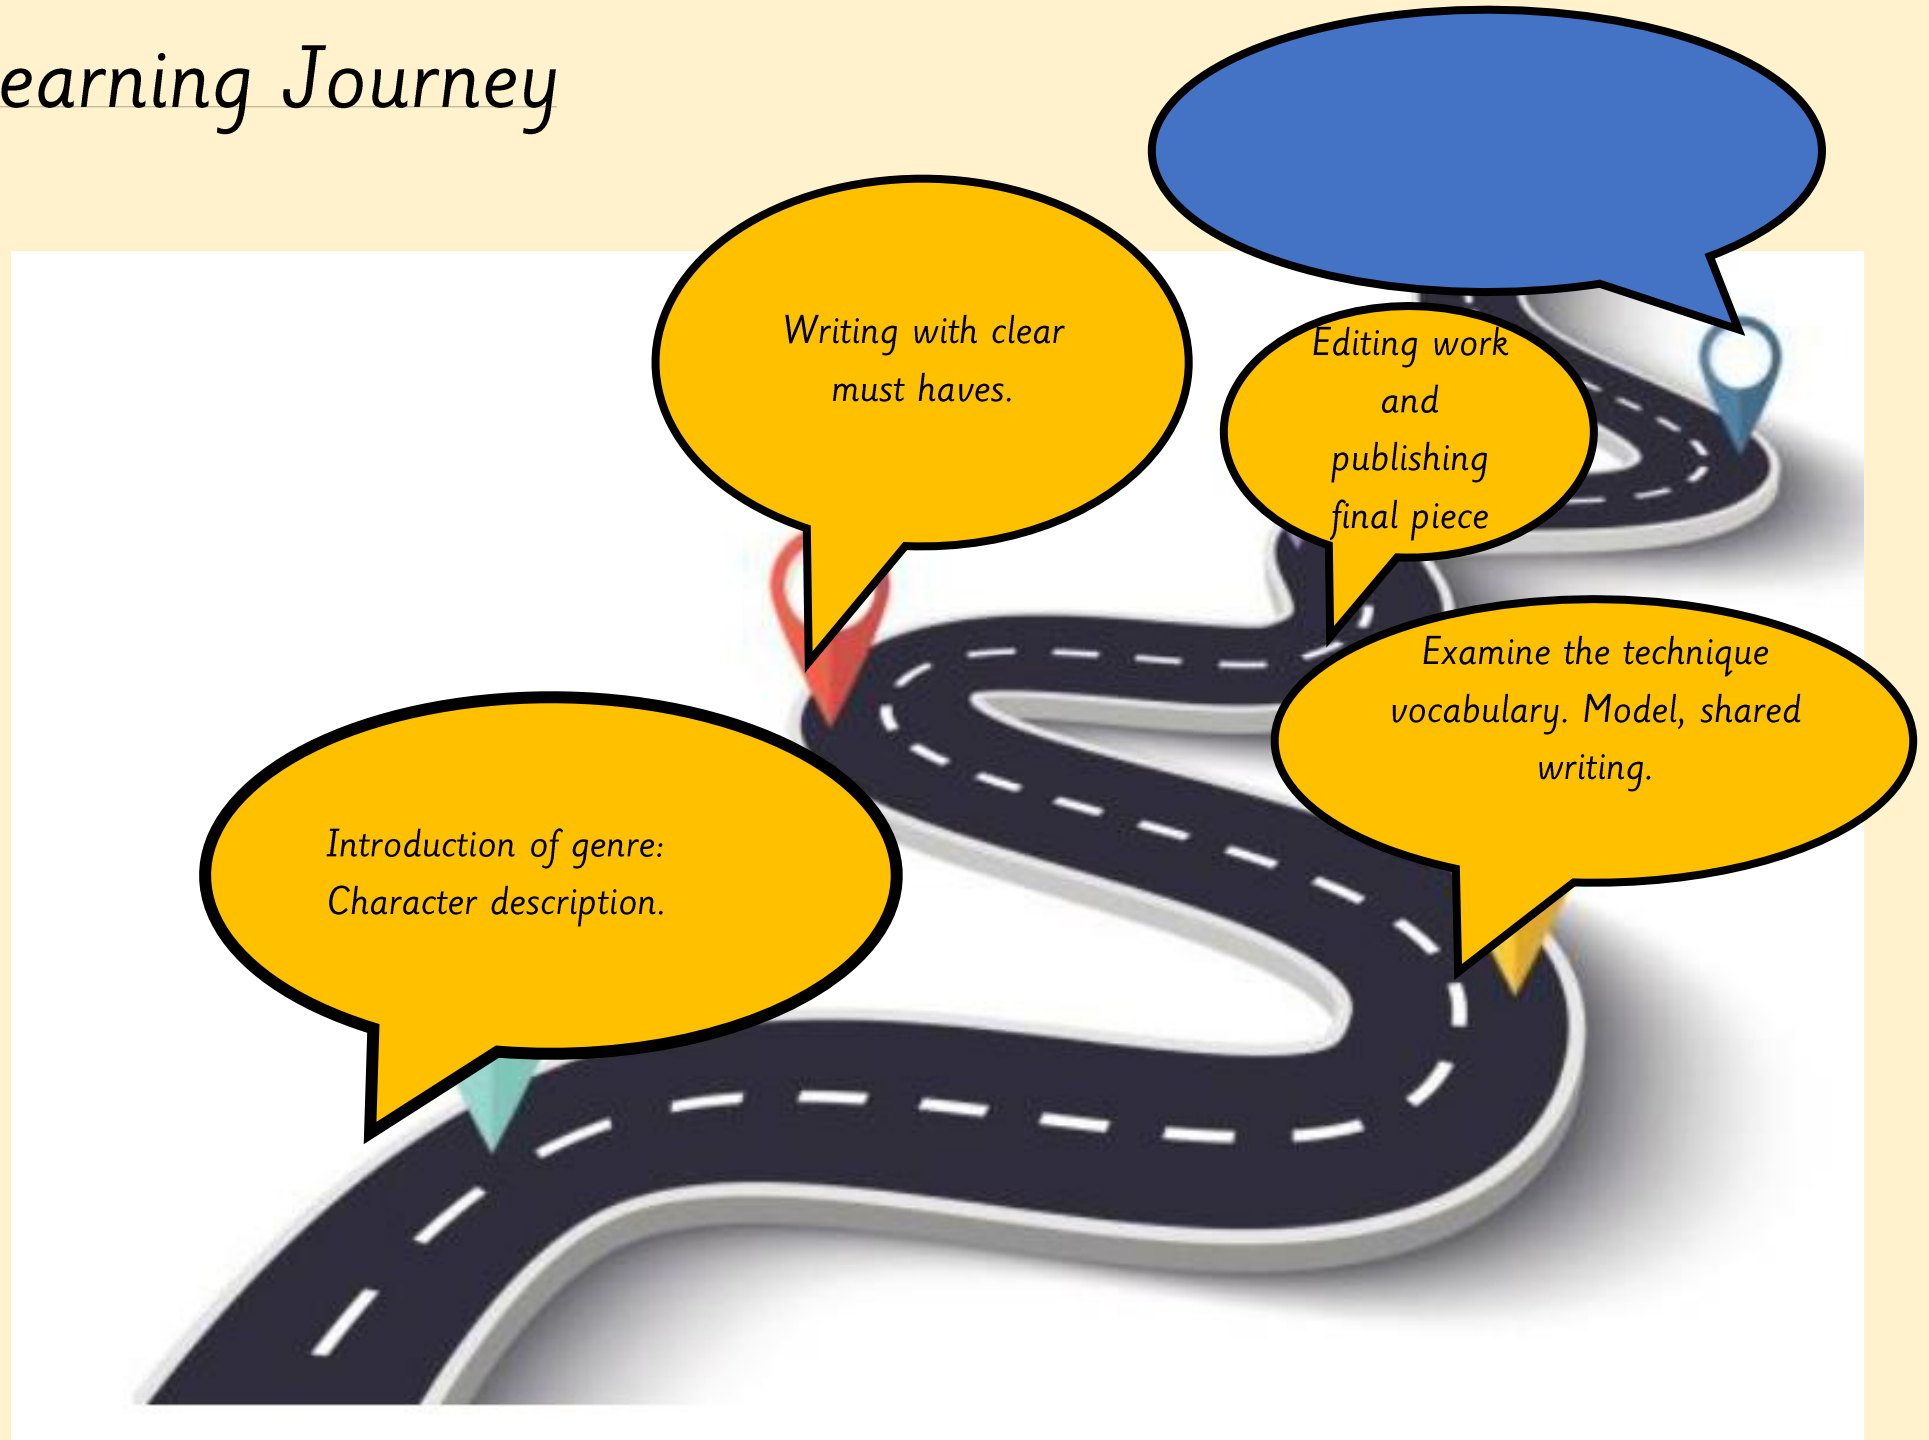 earning Journey
Writing with clear
must haves.
Editing work
and
publishing
final piece
Examine the technique
vocabulary. Model, shared
writing.
Introduction of genre:
Character description.